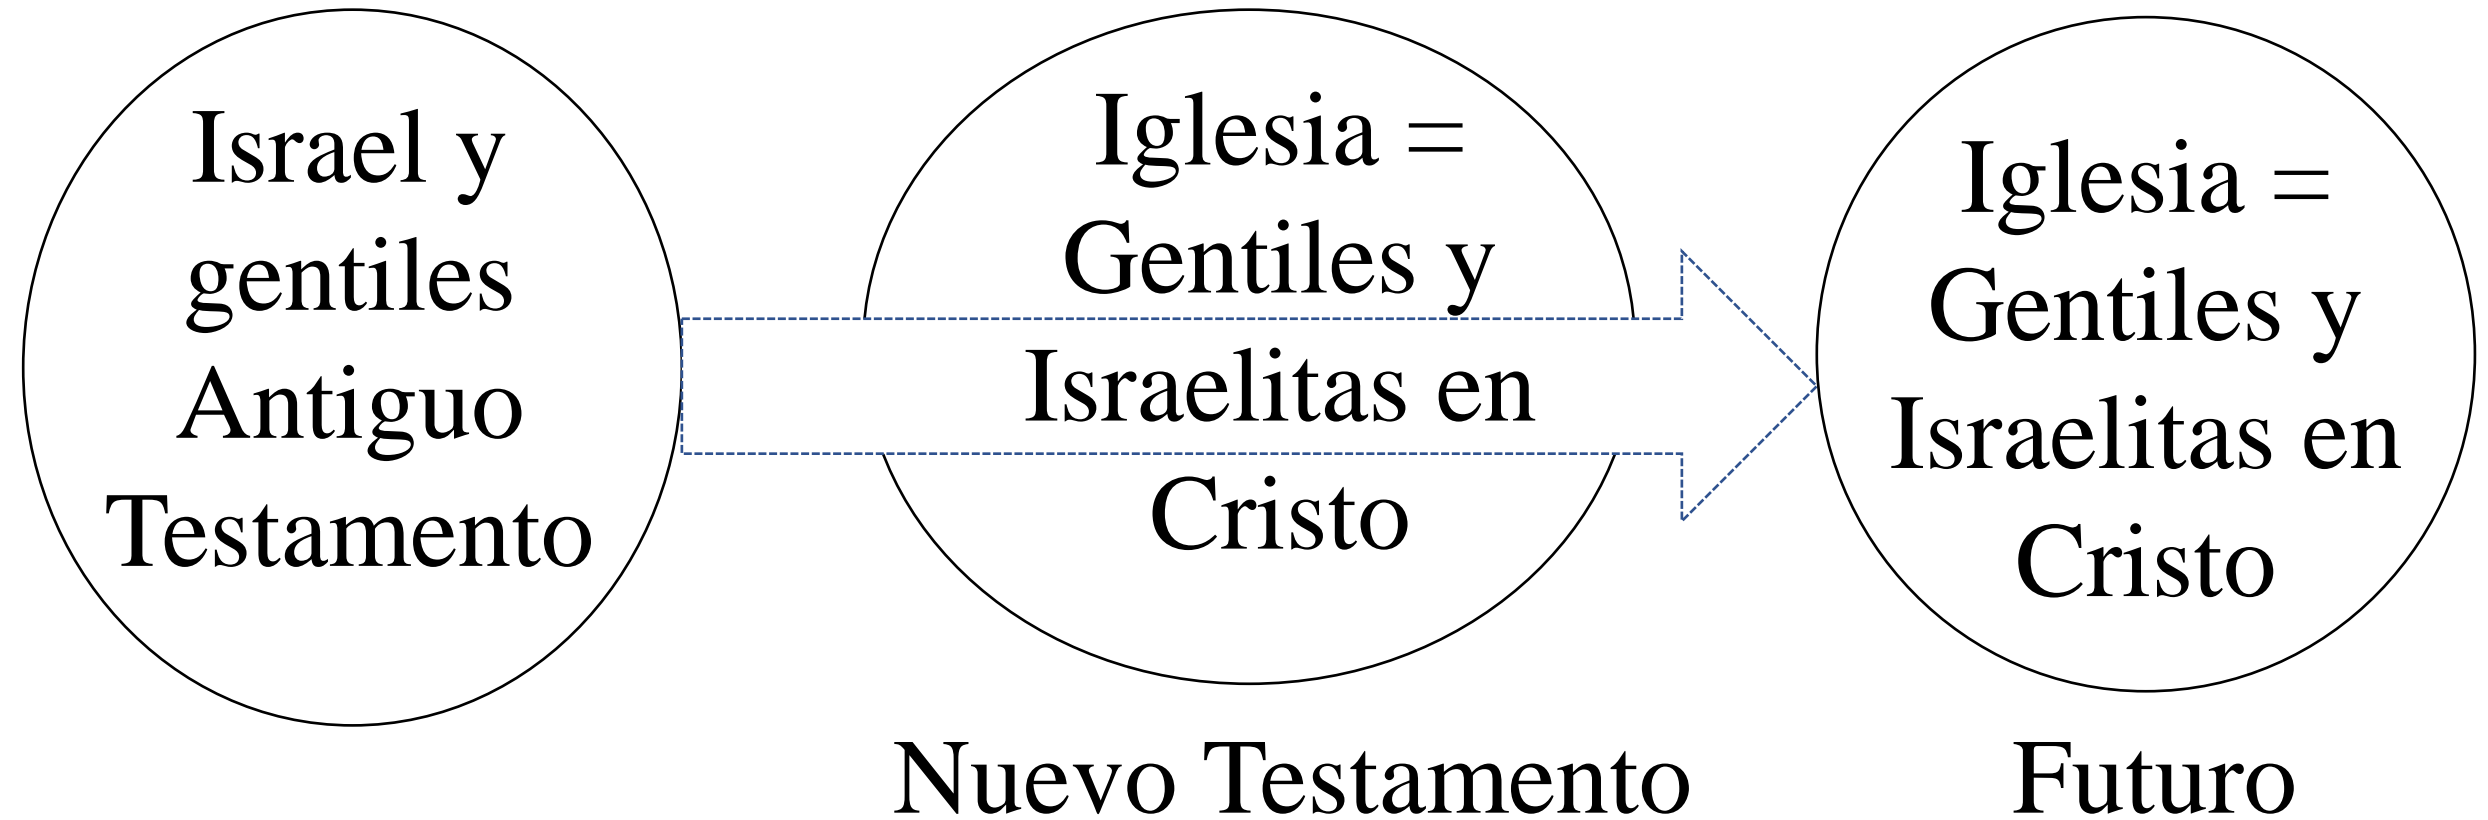 Israel y
gentiles
Antiguo
Testamento
Iglesia =
Gentiles y
Israelitas en
Cristo
Nuevo Testamento
Iglesia =
Gentiles y
Israelitas en
Cristo
Futuro